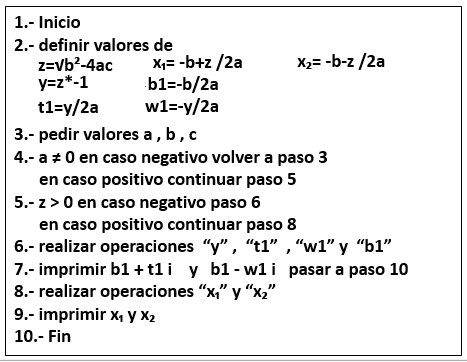 1.- Inicio
2.- definir valores de
z=√b²-4ac x₁= -b+z /2a x₂= -b-z /2a
y=z*-1 b1=-b/2a
t1=y/2a w1=-y/2a
3.- pedir valores a , b , c
4.- a ≠ 0 en caso negativo volver a paso 3
en caso positivo continuar paso 5
5.- z > 0 en caso negativo paso 6
en caso positivo continuar paso 8
6.- realizar operaciones “y” , “t1” , “w1” y “b1”
7.- imprimir b1 + t1 i y b1 - w1 i pasar a paso 10
8.- realizar operaciones “x₁” y “x₂”
9.- imprimir x₁ y x₂
10.- Fin